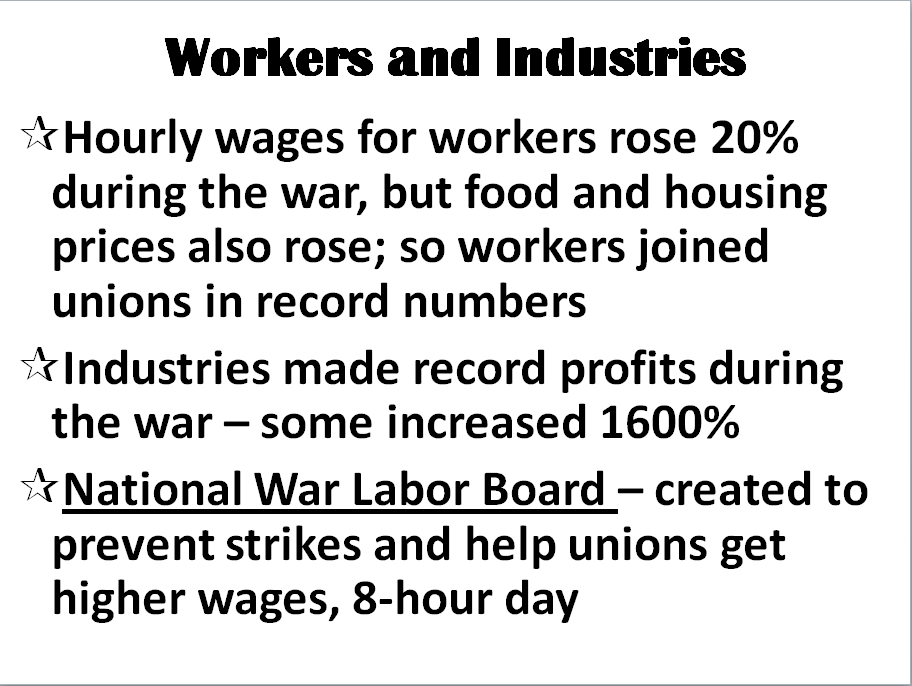 Workers and Industries
☆Hourly wages for workers rose 20%
during the war, but food and housing
prices also rose; so workers joined
unions in record numbers
☆Industries made record profits during
the war – some increased 1600%
☆National War Labor Board – created to
prevent strikes and help unions get
higher wages, 8-hour day